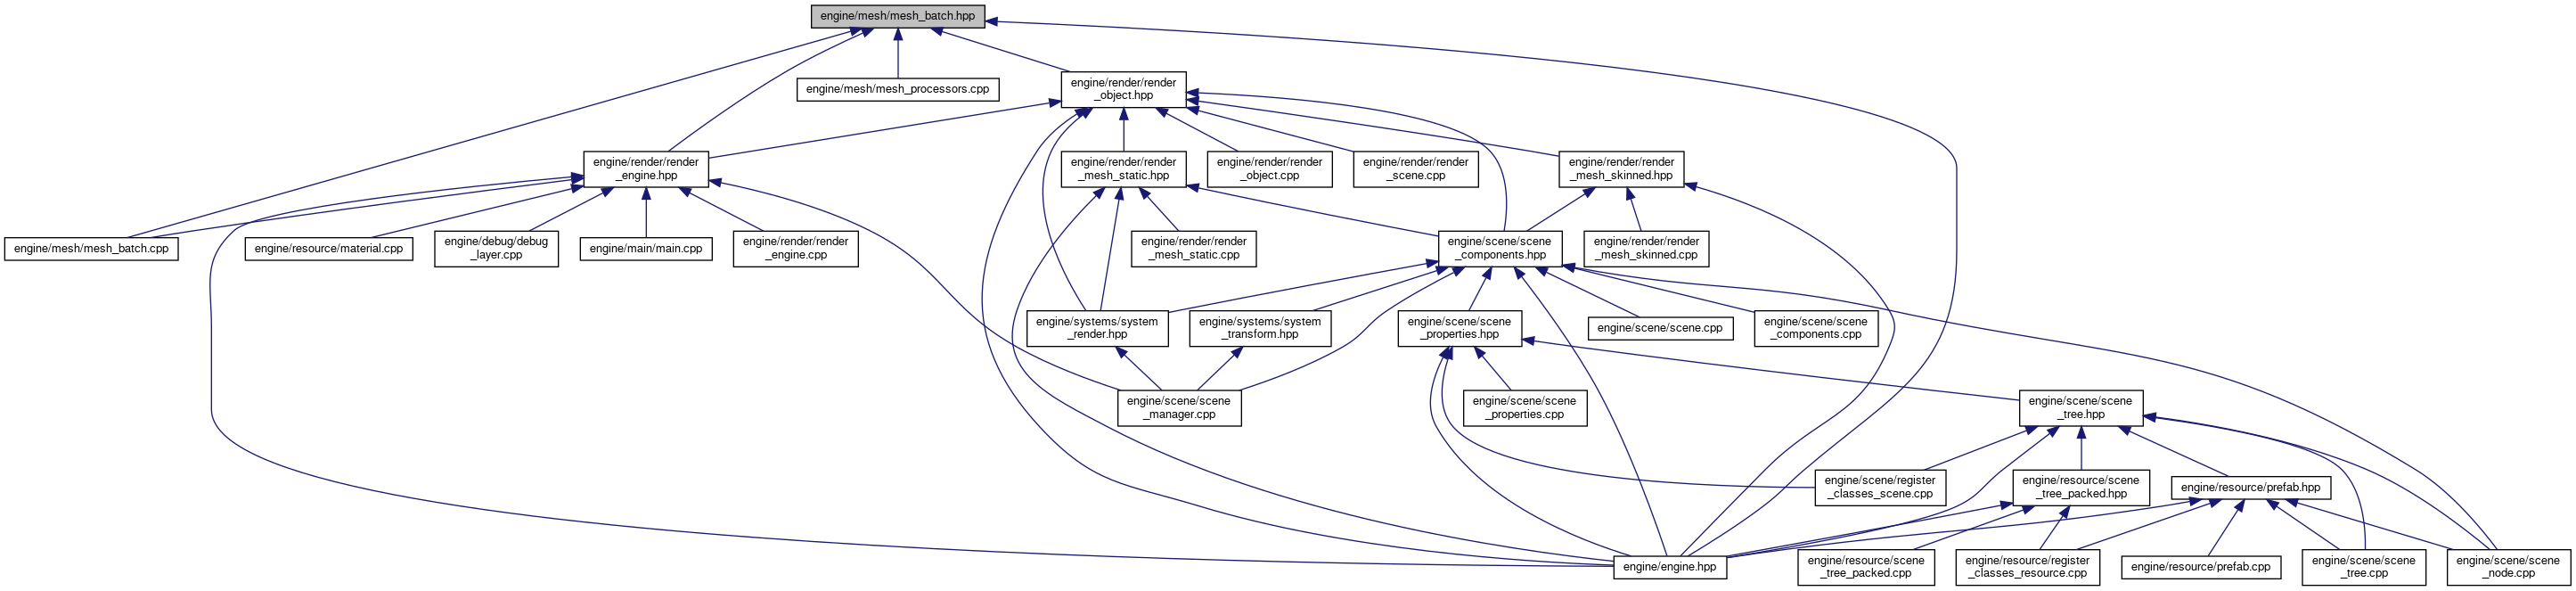 engine/mesh/mesh_batch.hpp
engine/mesh/mesh_processors.cpp
engine/render/render
_object.hpp
engine/render/render
_engine.hpp
engine/render/render
_mesh_static.hpp
engine/render/render
_object.cpp
engine/render/render
_scene.cpp
engine/render/render
_mesh_skinned.hpp
engine/mesh/mesh_batch.cpp
engine/resource/material.cpp
engine/debug/debug
_layer.cpp
engine/main/main.cpp
engine/render/render
_engine.cpp
engine/render/render
_mesh_static.cpp
engine/scene/scene
_components.hpp
engine/render/render
_mesh_skinned.cpp
engine/systems/system
_render.hpp
engine/systems/system
_transform.hpp
engine/scene/scene
_properties.hpp
engine/scene/scene.cpp
engine/scene/scene
_components.cpp
engine/scene/scene
_manager.cpp
engine/scene/scene
_properties.cpp
engine/scene/scene
_tree.hpp
engine/scene/register
_classes_scene.cpp
engine/resource/scene
_tree_packed.hpp
engine/resource/prefab.hpp
engine/engine.hpp
engine/resource/scene
_tree_packed.cpp
engine/resource/register
_classes_resource.cpp
engine/resource/prefab.cpp
engine/scene/scene
_tree.cpp
engine/scene/scene
_node.cpp